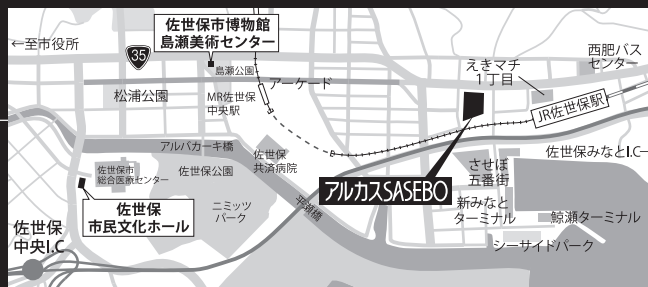 ←至市役所
35
佐世保市博物館
島瀬美術センター
島瀬公園
松浦公園
MR佐世保
中央駅
アーケード
えきマチ
1丁目
西肥バス
センター
JR佐世保駅
アルバカーキ橋
佐世保
共済病院
佐世保みなとI.C→
佐世保市
総合医療センター
佐世保公園
させぼ
五番街
アルカスSASEBO
佐世保
市民文化ホール
ニミッツ
パーク
平瀬橋
新みなと
ターミナル
鯨瀬ターミナル
佐世保
中央I.C
シーサイドパーク